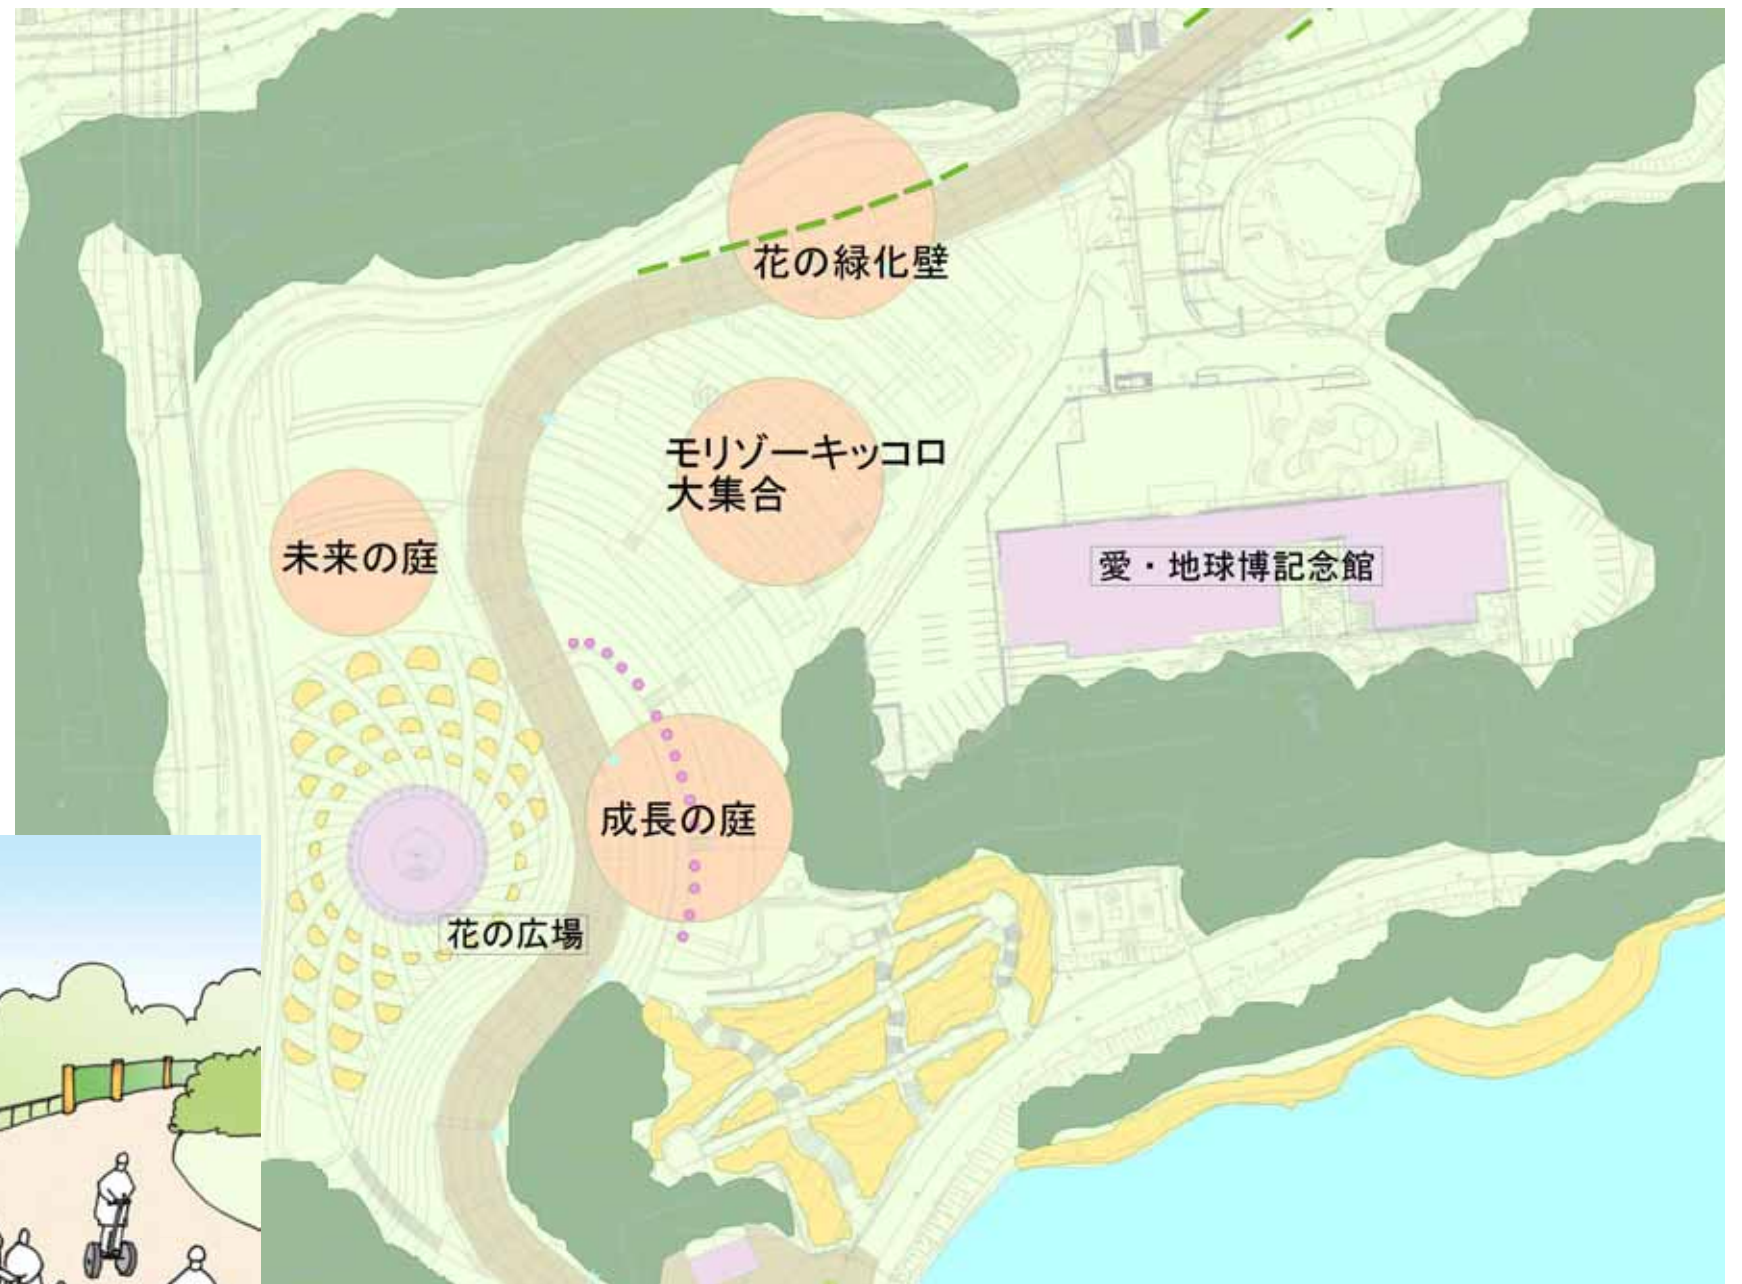 花の緑化壁
モリゾーキッコロ
大集合
未来の庭
愛・地球博記念館
成長の庭
花の広場